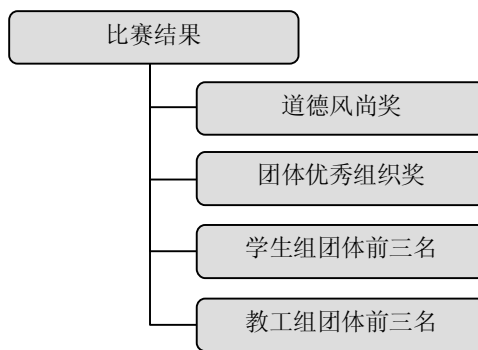 比赛结果
道德风尚奖
团体优秀组织奖
学生组团体前三名
教工组团体前三名